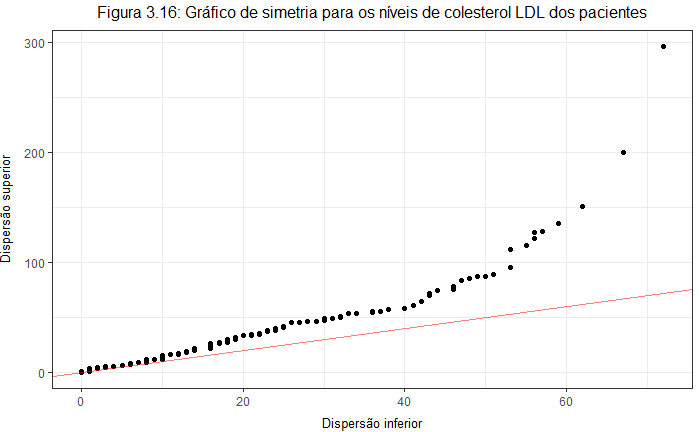 Figura 3.16: Gráfico de simetria para os níveis de colesterol LDL dos pacientes
300
200
100
0
Dispersão superior
0 20 40 60
Dispersão inferior